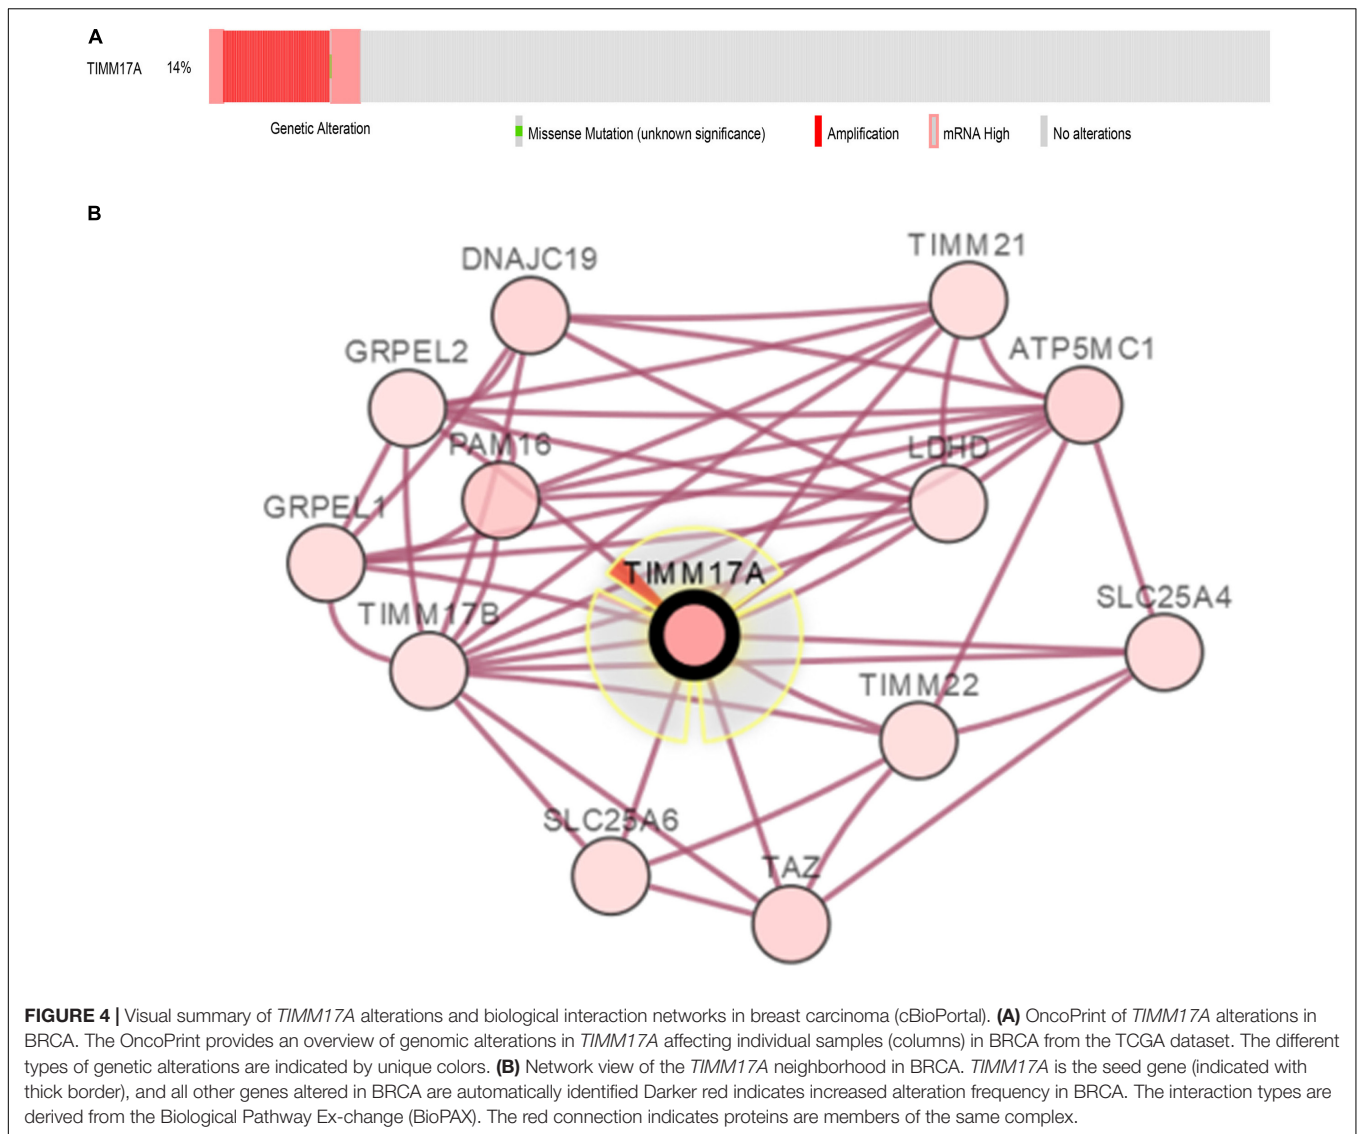 A
TIMM17A 14%
Genetic Alteration Missense Mutation (unknown significance) Amplification mRNA High No alterations
B
TIMM21
DNAJC19
ATP5MC1
GRPEL2
PAM16
LDHD
GRPEL1
TIMM17A
SLC25A4
TIMM17B
TIMM22
SLC25A6
TAZ
FIGURE 4 | Visual summary of TIMM17A alterations and biological interaction networks in breast carcinoma (cBioPortal). (A) OncoPrint of TIMM17A alterations in
BRCA. The OncoPrint provides an overview of genomic alterations in TIMM17A affecting individual samples (columns) in BRCA from the TCGA dataset. The different
types of genetic alterations are indicated by unique colors. (B) Network view of the TIMM17A neighborhood in BRCA. TIMM17A is the seed gene (indicated with
thick border), and all other genes altered in BRCA are automatically identified Darker red indicates increased alteration frequency in BRCA. The interaction types are
derived from the Biological Pathway Ex-change (BioPAX). The red connection indicates proteins are members of the same complex.